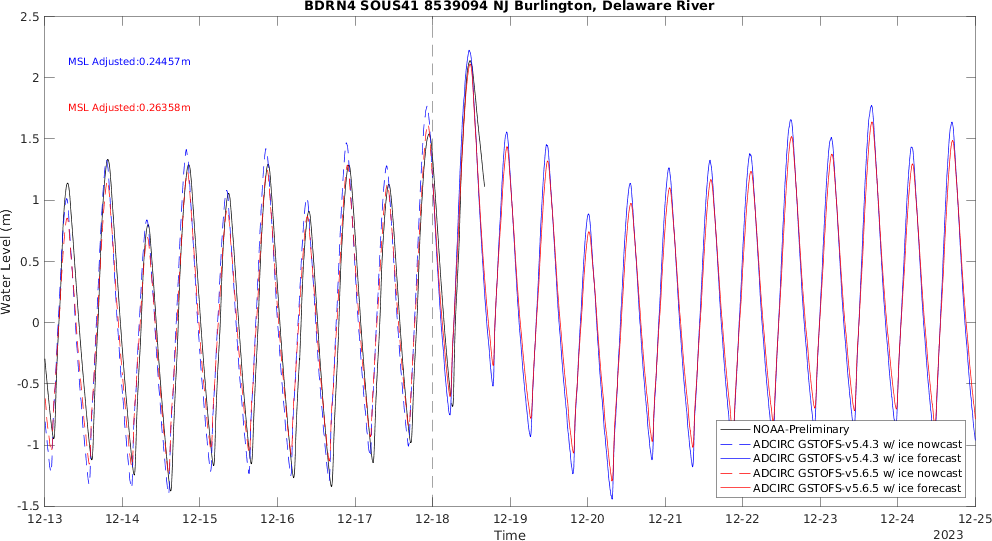 BDRN4 SOUS41 8539094 NJ Burlington, Delaware River
2.5
2
1.5
1
0.5
0
-0.5
-1
-1.5
Water Level (m)
MSL Adjusted:0.24457m
MSL Adjusted:0.26358m
NOAA-Preliminary
ADCIRC GSTOFS-v5.4.3 w/ ice nowcast
ADCIRC GSTOFS-v5.4.3 w/ ice forecast
ADCIRC GSTOFS-v5.6.5 w/ ice nowcast
ADCIRC GSTOFS-v5.6.5 w/ ice forecast
12-13 12-14 12-15 12-16 12-17 12-18 12-19 12-20 12-21 12-22 12-23 12-24 12-25
Time
2023